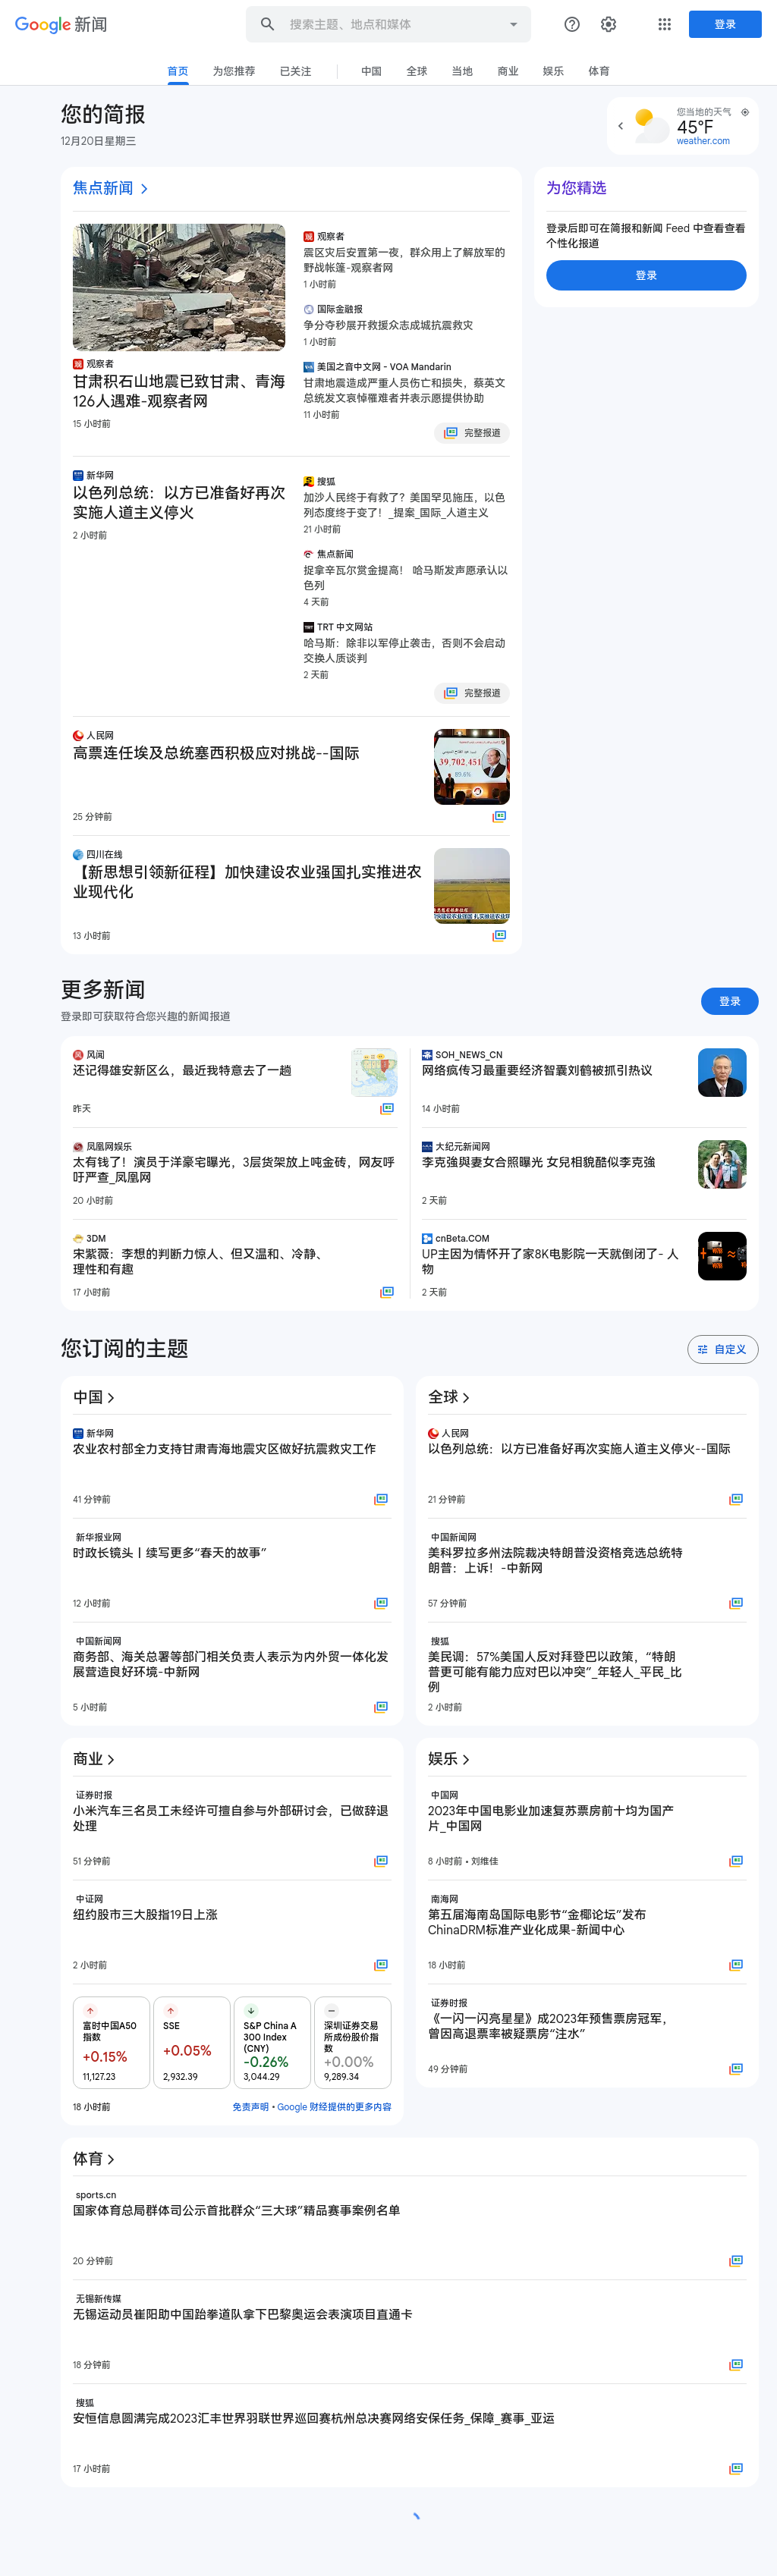 Google 新闻
搜索主题、地点和媒体
登录
首页
为您推荐
已关注
中国
全球
当地
商业
娱乐
体育
您的简报
12月20日星期三
您当地的天气
45°F
weather.com
焦点新闻
观察者
甘肃积石山地震已致甘肃、青海
126人遇难-观察者网
15 小时前
观察者
震区灾后安置第一夜，群众用上了解放军的
野战帐篷-观察者网
1 小时前
国际金融报
争分夺秒展开救援众志成城抗震救灾
1 小时前
美国之音中文网 - VOA Mandarin
甘肃地震造成严重人员伤亡和损失，蔡英文
总统发文哀悼罹难者并表示愿提供协助
11 小时前
完整报道
新华网
以色列总统：以方已准备好再次
实施人道主义停火
2 小时前
搜狐
加沙人民终于有救了？美国罕见施压，以色
列态度终于变了！_提案_国际_人道主义
21 小时前
焦点新闻
捉拿辛瓦尔赏金提高！ 哈马斯发声愿承认以
色列
4 天前
TRT 中文网站
哈马斯：除非以军停止袭击，否则不会启动
交换人质谈判
2 天前
完整报道
人民网
高票连任埃及总统塞西积极应对挑战--国际
39,702,451
89.6%
25 分钟前
四川在线
【新思想引领新征程】加快建设农业强国扎实推进农
业现代化
13 小时前
为您精选
登录后即可在简报和新闻 Feed 中查看查看
个性化报道
登录
更多新闻
登录即可获取符合您兴趣的新闻报道
登录
风闻
还记得雄安新区么，最近我特意去了一趟
昨天
凤凰网娱乐
太有钱了！演员于洋豪宅曝光，3层货架放上吨金砖，网友呼
吁严查_凤凰网
20 小时前
3DM
宋紫薇：李想的判断力惊人、但又温和、冷静、
理性和有趣
17 小时前
SOH_NEWS_CN
网络疯传习最重要经济智囊刘鹤被抓引热议
14 小时前
大纪元新闻网
李克強與妻女合照曝光 女兒相貌酷似李克強
2 天前
cnBeta.COM
UP主因为情怀开了家8K电影院一天就倒闭了- 人
物
2 天前
您订阅的主题
自定义
中国
新华网
农业农村部全力支持甘肃青海地震灾区做好抗震救灾工作
41 分钟前
新华报业网
时政长镜头丨续写更多“春天的故事”
12 小时前
中国新闻网
商务部、海关总署等部门相关负责人表示为内外贸一体化发
展营造良好环境-中新网
5 小时前
全球
人民网
以色列总统：以方已准备好再次实施人道主义停火--国际
21 分钟前
中国新闻网
美科罗拉多州法院裁决特朗普没资格竞选总统特
朗普：上诉！-中新网
57 分钟前
搜狐
美民调：57%美国人反对拜登巴以政策，“特朗
普更可能有能力应对巴以冲突”_年轻人_平民_比
例
2 小时前
商业
证券时报
小米汽车三名员工未经许可擅自参与外部研讨会，已做辞退
处理
51 分钟前
中证网
纽约股市三大股指19日上涨
2 小时前
富时中国A50
指数
+0.15%
11,127.23
SSE
+0.05%
2,932.39
S&P China A
300 Index
(CNY)
-0.26%
3,044.29
深圳证券交易
所成份股价指
数
+0.00%
9,289.34
18 小时前
免责声明 • Google 财经提供的更多内容
娱乐
中国网
2023年中国电影业加速复苏票房前十均为国产
片_中国网
8 小时前 • 刘维佳
南海网
第五届海南岛国际电影节“金椰论坛”发布
ChinaDRM标准产业化成果-新闻中心
18 小时前
证券时报
《一闪一闪亮星星》成2023年预售票房冠军，
曾因高退票率被疑票房“注水”
49 分钟前
体育
sports.cn
国家体育总局群体司公示首批群众“三大球”精品赛事案例名单
20 分钟前
无锡新传媒
无锡运动员崔阳助中国跆拳道队拿下巴黎奥运会表演项目直通卡
18 分钟前
搜狐
安恒信息圆满完成2023汇丰世界羽联世界巡回赛杭州总决赛网络安保任务_保障_赛事_亚运
17 小时前